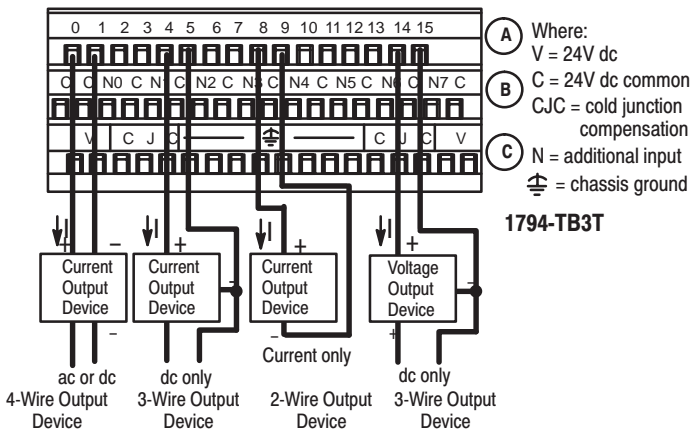 0 1 2 3 4 5 6 7 8 9 10 11 12 13 14 15
A
Where:
V = 24V dc
C C N0 C N1 C N2 C N3 C N4 C N5 C N6 C N7 C
B
C = 24V dc common
CJC = cold junction
compensation
V C J C C J C V
C
N = additional input
= chassis ground
1794-TB3T
I I I I
+ – + + +
Current
Output
Device
Current
Output
Device
–
Current
Output
Device
Voltage
Output
Device
–
– – +
Current only
ac or dc
4-Wire Output
Device
dc only
3-Wire Output
Device
2-Wire Output
Device
dc only
3-Wire Output
Device